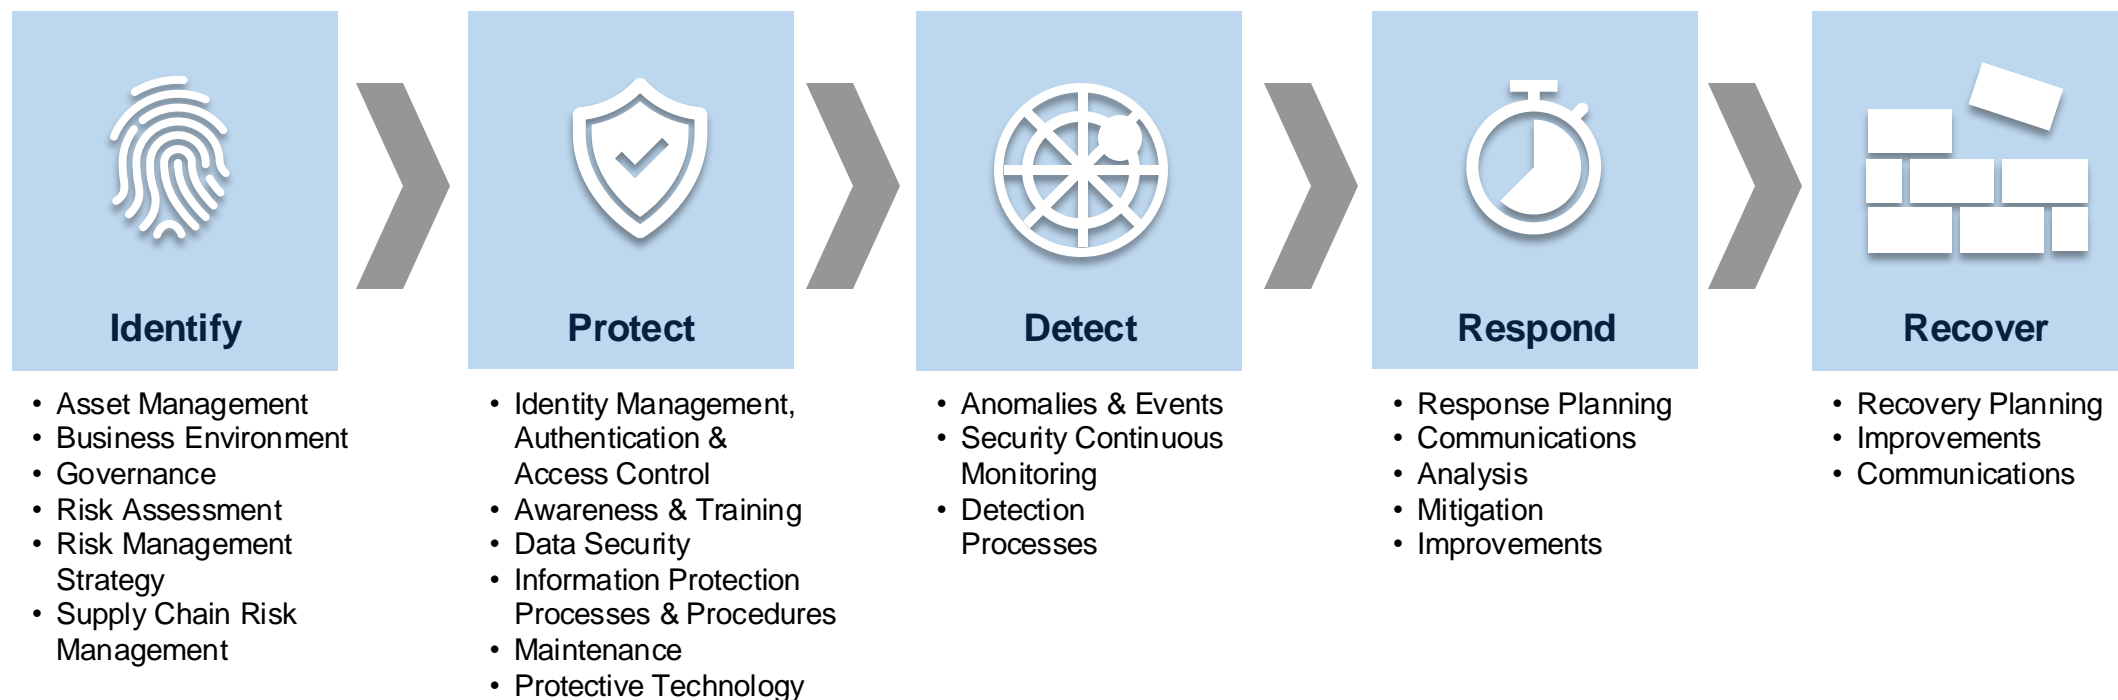 Identify
• Asset Management
• Business Environment
• Governance
• Risk Assessment
• Risk Management
Strategy
• Supply Chain Risk
Management
Protect
• Identity Management,
Authentication &
Access Control
• Awareness & Training
• Data Security
• Information Protection
Processes & Procedures
• Maintenance
• Protective Technology
Detect
• Anomalies & Events
• Security Continuous
Monitoring
• Detection
Processes
Respond
• Response Planning
• Communications
• Analysis
• Mitigation
• Improvements
Recover
• Recovery Planning
• Improvements
• Communications